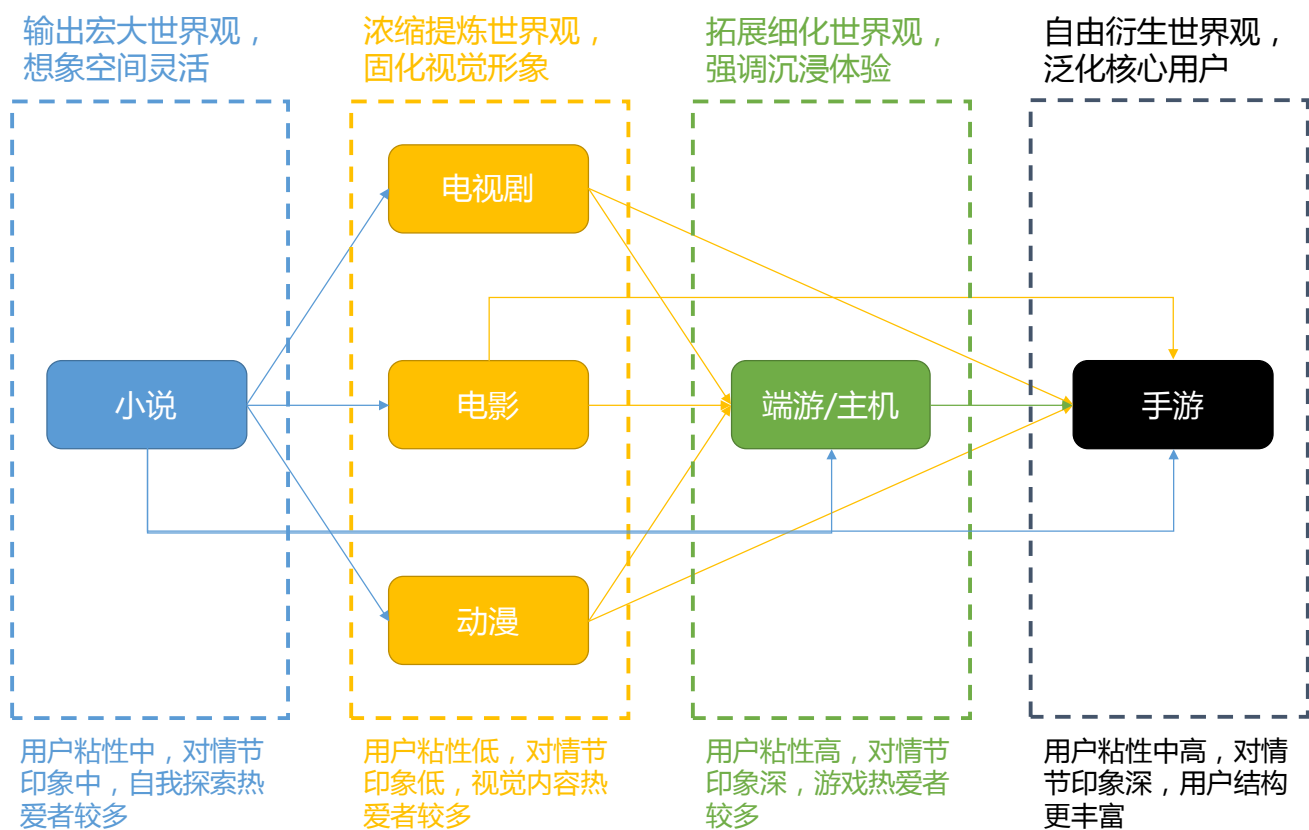 输出宏大世界观，
想象空间灵活
浓缩提炼世界观，
固化视觉形象
拓展细化世界观，
强调沉浸体验
自由衍生世界观，
泛化核心用户
电视剧
小说
电影
端游/主机
手游
动漫
用户粘性中，对情节
印象中，自我探索热
爱者较多
用户粘性低，对情节
印象低，视觉内容热
爱者较多
用户粘性高，对情节
印象深，游戏热爱者
较多
用户粘性中高，对情
节印象深，用户结构
更丰富